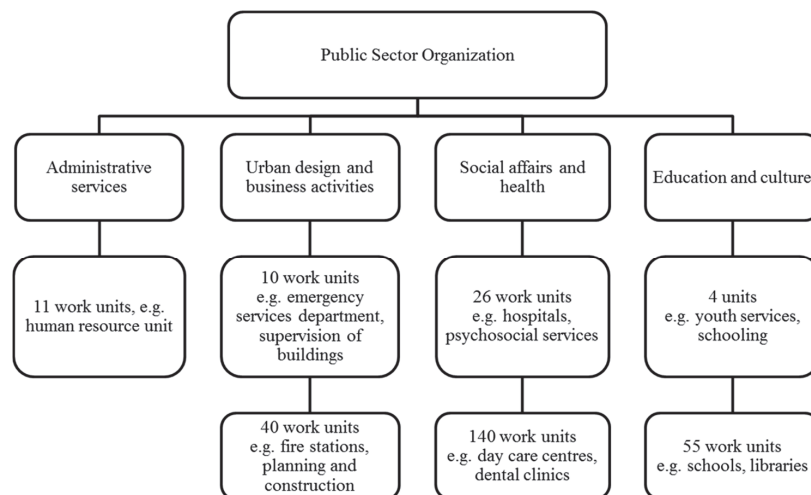 Public Sector Organization
Administrative
services
Urban design and
business activities
Social affairs and
health
Education and culture
11 work units, e.g.
human resource unit
10 work units
e.g. emergency
services department,
supervision of
buildings
26 work units
e.g. hospitals,
psychosocial services
4 units
e.g. youth services,
schooling
40 work units
e.g. fire stations,
planning and
construction
140 work units
e.g. day care centres,
dental clinics
55 work units
e.g. schools, libraries